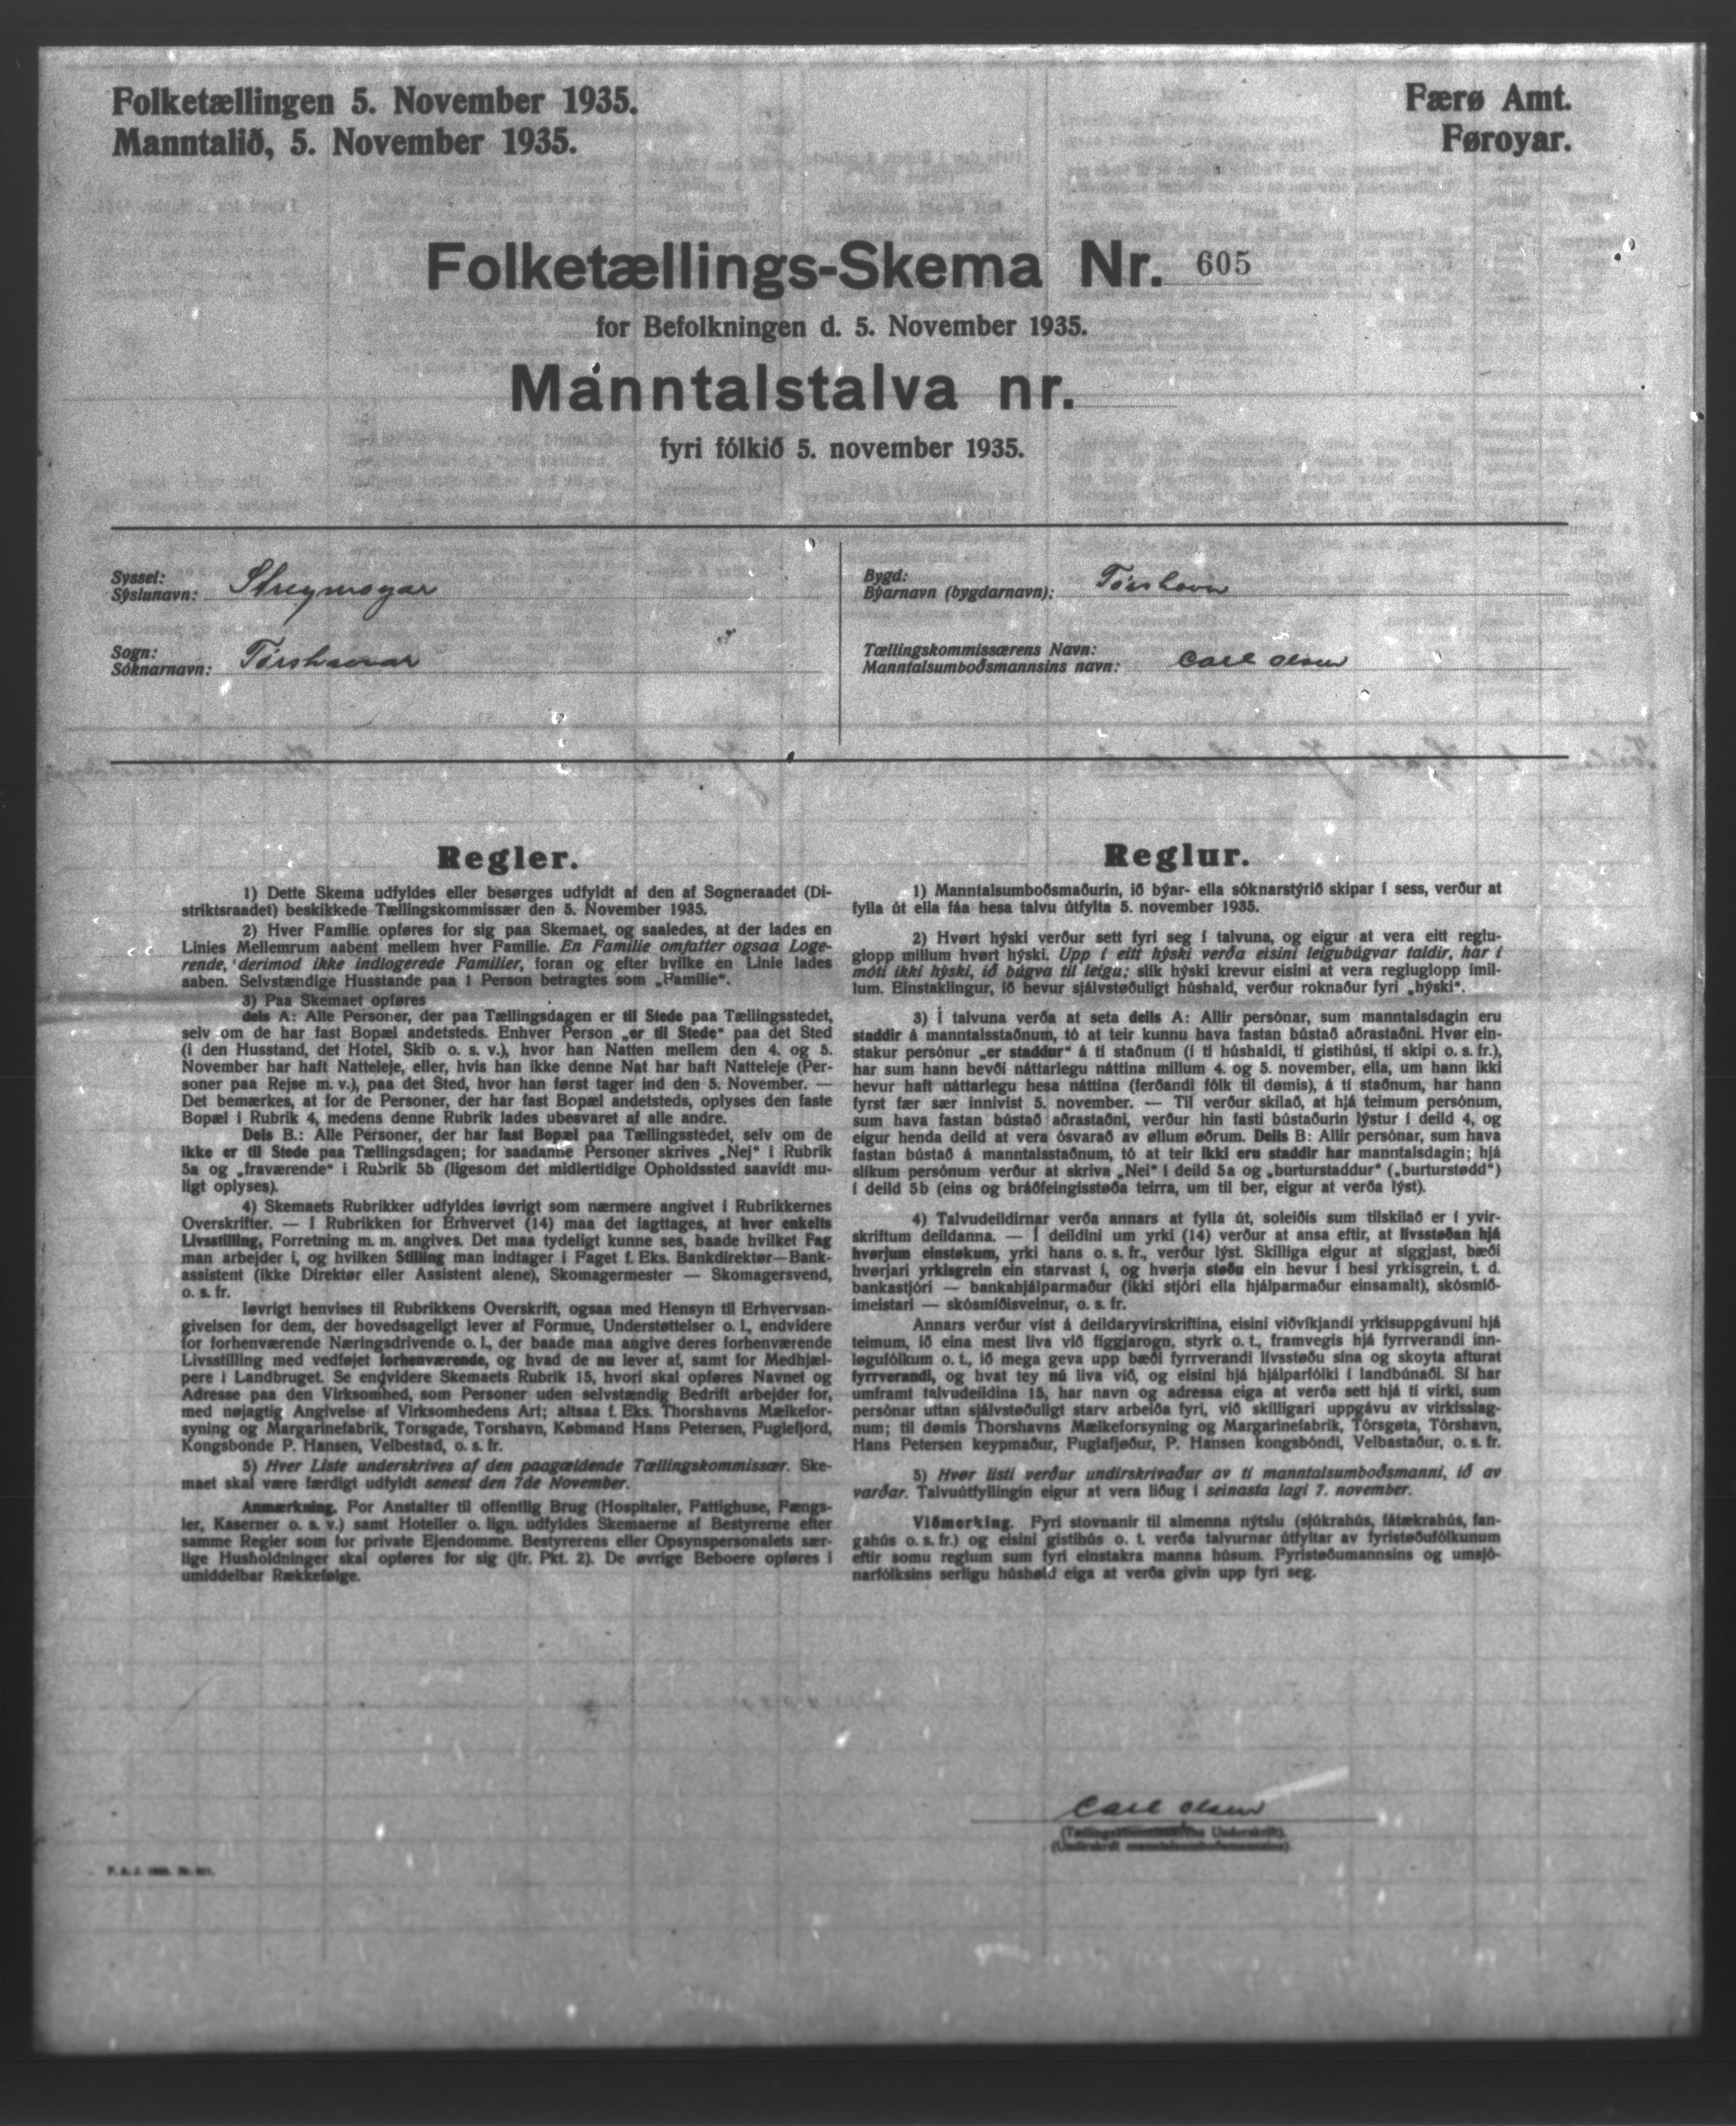 Folketællingen 5. November 1935.
Manntalið, 5. November 1935.
Færø Amt.
Føroyar.
Folketællings-Skema Nr. 605
for Befolkningen d. 5. November 1935.
Manntalstalva nr.
fyri fólkið 5. november 1935.
Syssel:
Sýslunavn: Streymoyar
Sogn:
Sóknarnavn: Tórshavnar
Bygd:
Býarnavn (bygdarnavn): Tórshavn
Tællingskommissærens Navn:
Manntalsumboðsmannsins navn: Carl Olsen
Regler.
1) Dette Skema udfyldes eller besørges udfyldt af den af Sogneraadet (Di-
striktsraadet) beskikkede Tællingskommissær den 5. November 1935.
2) Hver Familie opføres for sig paa Skemaet, og saaledes, at der lades en
Linies Mellemrum aabent mellem hver Familie. En Familie omfatter ogsaa Loge-
rende, derimod ikke indlogerede Familier, foran og efter hvilke en Linie lades
aaben. Selvstændige Husstande paa 1 Person betragtes som „Familie“.
3) Paa Skemaet opføres
dels A: Alle Personer, der paa Tællingsdagen er til Stede paa Tællingsstedet,
selv om de har fast Bopæl andetsteds. Enhver Person „er til Stede“ paa det Sted
(i den Husstand, det Hotel, Skib o. s. v.), hvor han Natten mellem den 4. og 5.
November har haft Natteleje, eller, hvis han ikke denne Nat har haft Natteleje (Per-
soner paa Rejse m. v.), paa det Sted, hvor han først tager ind den 5. November. —
Det bemærkes, at for de Personer, der har fast Bopæl andetsteds, oplyses den faste
Bopæl i Rubrik 4, medens denne Rubrik lades ubesvaret af alle andre.
Dels B.: Alle Personer, der har fast Bopæl paa Tællingsstedet, selv om de
ikke er til Stede paa Tællingsdagen; for saadanne Personer skrives „Nej“ i Rubrik
5a og „fraværende“ i Rubrik 5b (ligesom det midlertidige Opholdssted saavidt mu-
ligt oplyses).
4) Skemaets Rubrikker udfyldes iøvrigt som nærmere angivet i Rubrikkernes
Overskrifter. — I Rubrikken for Erhvervet (14) maa det iagttages, at hver enkelts
Livsstilling, Forretning m. m. angives. Det maa tydeligt kunne ses, baade hvilket Fag
man arbejder i, og hvilken Stilling man indtager i Faget f. Eks. Bankdirektør—Bank-
assistent (ikke Direktør eller Assistent alene), Skomagermester — Skomagersvend,
o. s. fr.
Iøvrigt henvises til Rubrikkens Overskrift, ogsaa med Hensyn til Erhvervsan-
givelsen for dem, der hovedsageligt lever af Formue, Understøttelser o. l., endvidere
for forhenværende Næringsdrivende o. l., der baade maa angive deres forhenværende
Livsstilling med vedføjet forhenværende, og hvad de nu lever af, samt for Medhjæl-
pere i Landbruget. Se endvidere Skemaets Rubrik 15, hvori skal opføres Navnet og
Adresse paa den Virksomhed, som Personer uden selvstændig Bedrift arbejder for,
med nøjagtig Angivelse af Virksomhedens Art; altsaa f. Eks. Thorshavns Mælkefor-
syning og Margarinefabrik, Torsgade, Torshavn, Købmand Hans Petersen, Fuglefjord,
Kongsbonde P. Hansen, Velbestad, o. s. fr.
5) Hver Liste underskrives af den paagældende Tællingskommissær. Ske-
maet skal være færdigt udfyldt senest den 7de November.
Anmærkning. For Anstalter til offentlig Brug (Hospitaler, Fattighuse, Fængs-
ler, Kaserner o. s. v.) samt Hoteller o. lign. udfyldes Skemaerne af Bestyrerne efter
samme Regler som for private Ejendomme. Bestyrerens eller Opsynspersonalets sær-
lige Husholdninger skal opføres for sig (jfr. Pkt. 2). De øvrige Beboere opføres i
umiddelbar Rækkefølge.
Reglur.
1) Manntalsumboðsmaðurin, ið býar- ella sóknarstýrið skipar í sess, verður at
fylla út ella fáa hesa talvu útfylta 5. november 1935.
2) Hvørt hýski verður sett fyri seg í talvuna, og eigur at vera eitt reglu-
glopp millum hvørt hýski. Upp í eitt hýski verða eisini leigubúgvar taldir, har í
móti ikki hýski, ið búgva til leigu; slík hýski krevur eisini at vera regluglopp imil-
lum. Einstaklingur, ið hevur sjálvstøðuligt húshald, verður roknaður fyri „hýski“.
3) Í talvuna verða at seta deils A: Allir persónar, sum manntalsdagin eru
staddir á manntalsstaðnum, tó at teir kunnu hava fastan bústað aðrastaðni. Hvør ein-
stakur persónur „er staddur“ á tí staðnum (í tí húshaldi, tí gistihúsi, tí skipi o. s. fr.),
har sum hann hevði náttarlegu náttina millum 4. og 5. november, ella, um hann ikki
hevur haft náttarlegu hesa náttina (ferðandi fólk til dømis), á tí staðnum, har hann
fyrst fær sær innivist 5. november. — Til verður skilað, at hjá teimum persónum,
sum hava fastan bústað aðrastaðni, verður hin fasti bústaðurin lýstur í deild 4, og
eigur henda deild at vera ósvarað av øllum øðrum. Deils B: Allir persónar, sum hava
fastan bústað á manntalsstaðnum, tó at teir ikki eru staddir har manntalsdagin; hjá
slíkum persónum verður at skriva „Nei“ í deild 5a og „burturstaddur“ („burturstødd“)
í deild 5b (eins og bráðfeingisstøða teirra, um til ber, eigur at verða lýst).
4) Talvudeildirnar verða annars at fylla út, soleiðis sum tilskilað er í yvir-
skriftum deildanna. — Í deildini um yrki (14) verður at ansa eftir, at livsstøðan hjá
hvørjum einstøkum, yrki hans o. s. fr., verður lýst. Skilliga eigur at síggjast, bæði
hvørjari yrkisgrein ein starvast í, og hvørja støðu ein hevur í hesi yrkisgrein, t. d.
bankastjóri — bankahjálparmaður (ikki stjóri ella hjálparmaður einsamalt), skósmið-
imeistari — skósmiðisveinur, o. s. fr.
Annars verður víst á deildaryvirskriftina, eisini viðvíkjandi yrkisuppgávuni hjá
teimum, ið eina mest liva við figgjarogn, styrk o. t., framvegis hjá fyrrverandi inn-
løgufólkum o. t., ið mega geva upp bæði fyrrverandi livsstøðu sína og skoyta afturat
fyrrverandi, og hvat tey nú liva við, og eisini hjá hjálparfólki í landbúnaði. Sí har
umframt talvudeildina 15, har navn og adressa eiga at verða sett hjá tí virki, sum
persónar uttan sjálvstøðuligt starv arbeiða fyri, við skilligari uppgávu av virkisslag-
num; til dømis Thorshavns Mælkeforsyning og Margarinefabrik, Tórsgøta, Tórshavn,
Hans Petersen keypmaður, Fuglafjøður, P. Hansen kongsbóndi, Velbastaður, o. s. fr.
5) Hvør listi verður undirskrivaður av tí manntalsumboðsmanni, ið av
varðar. Talvuútfyllingin eigur at vera liðug í seinasta lagi 7. november.
Viðmerking. Fyri stovnanir til almenna nýtslu (sjúkrahús, fátækrahús, fan-
gahús o. s. fr.) og eisini gistihús o. t. verða talvurnar útfyltar av fyristøðufólkunum
eftir somu reglum sum fyri einstakra manna húsum. Fyristøðumannsins og umsjó-
narfólksins serligu húshøld eiga at verða givin upp fyri seg.
Carl Olsen
(Tællingskommissærens Underskrift).
(Undirskrift manntalsumboðsmannsins).